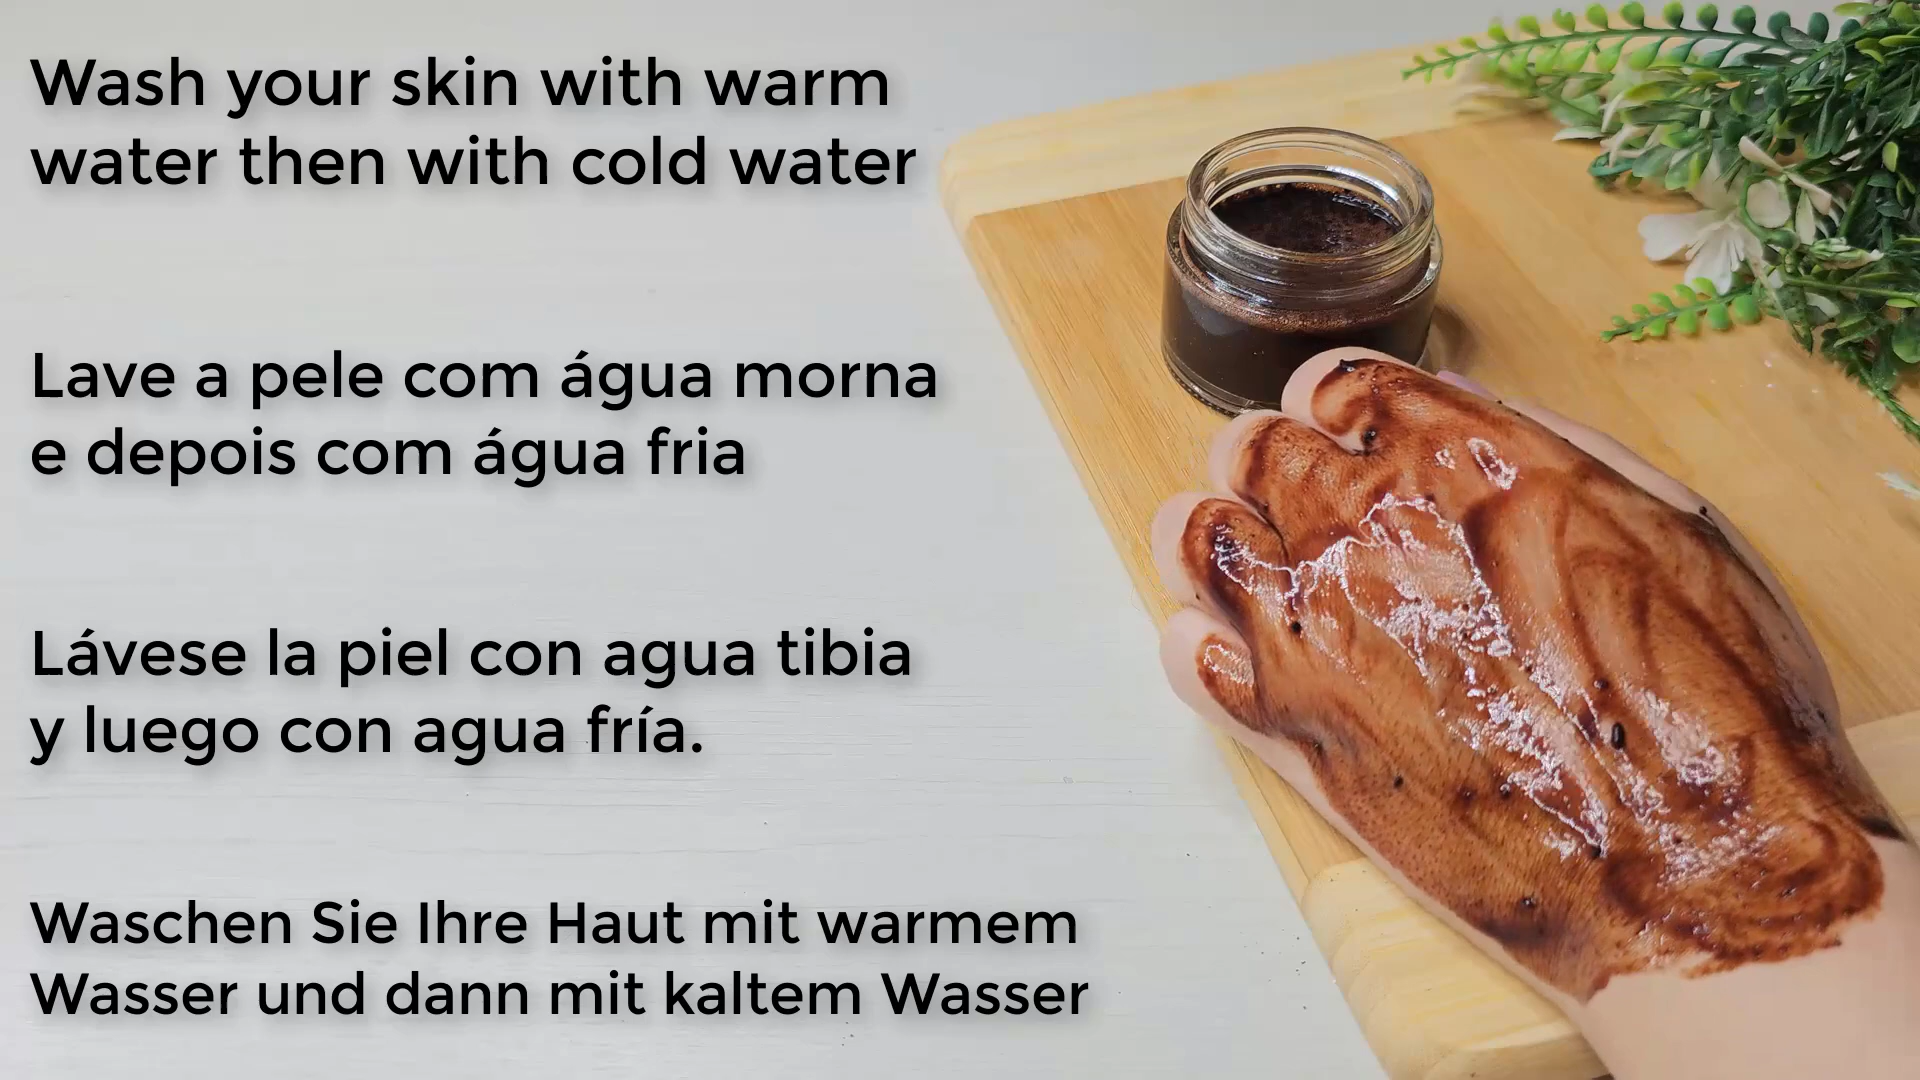 Wash your skin with warm
water then with cold water
Lave a pele com água morna
e depois com água fria
Lávese la piel con agua tibia
y luego con agua fría.
Waschen Sie Ihre Haut mit warmem
Wasser und dann mit kaltem Wasser